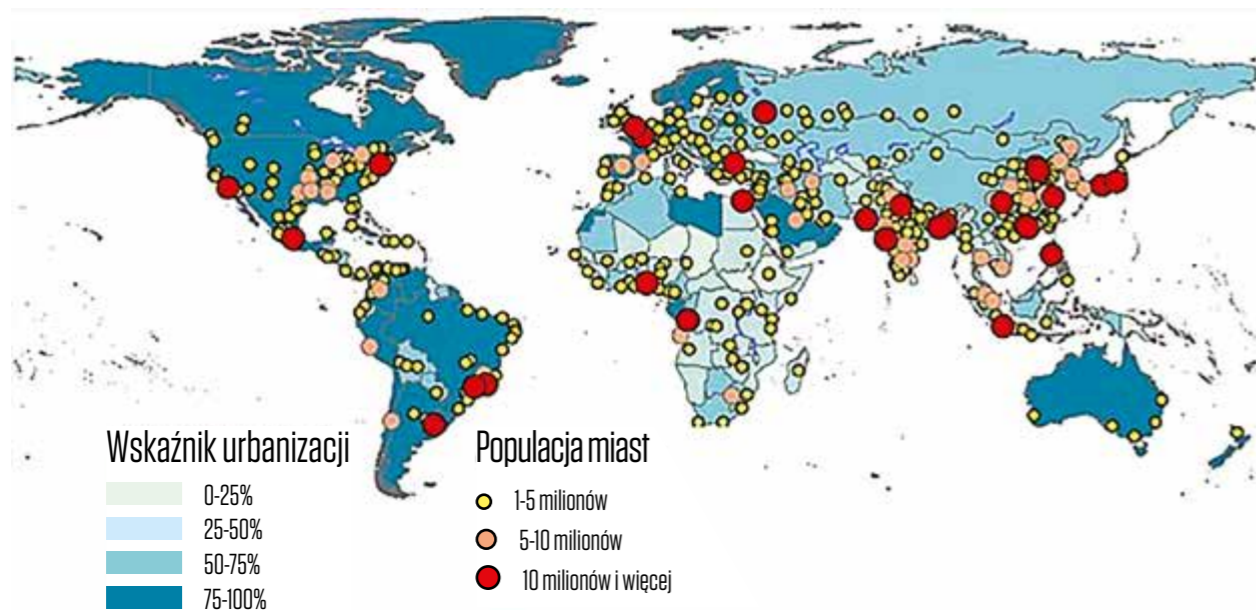 Wskaźnik urbanizacji
0-25%
25-50%
50-75%
75-100%
Populacja miast
1-5 milionów
5-10 milionów
10 milionów i więcej